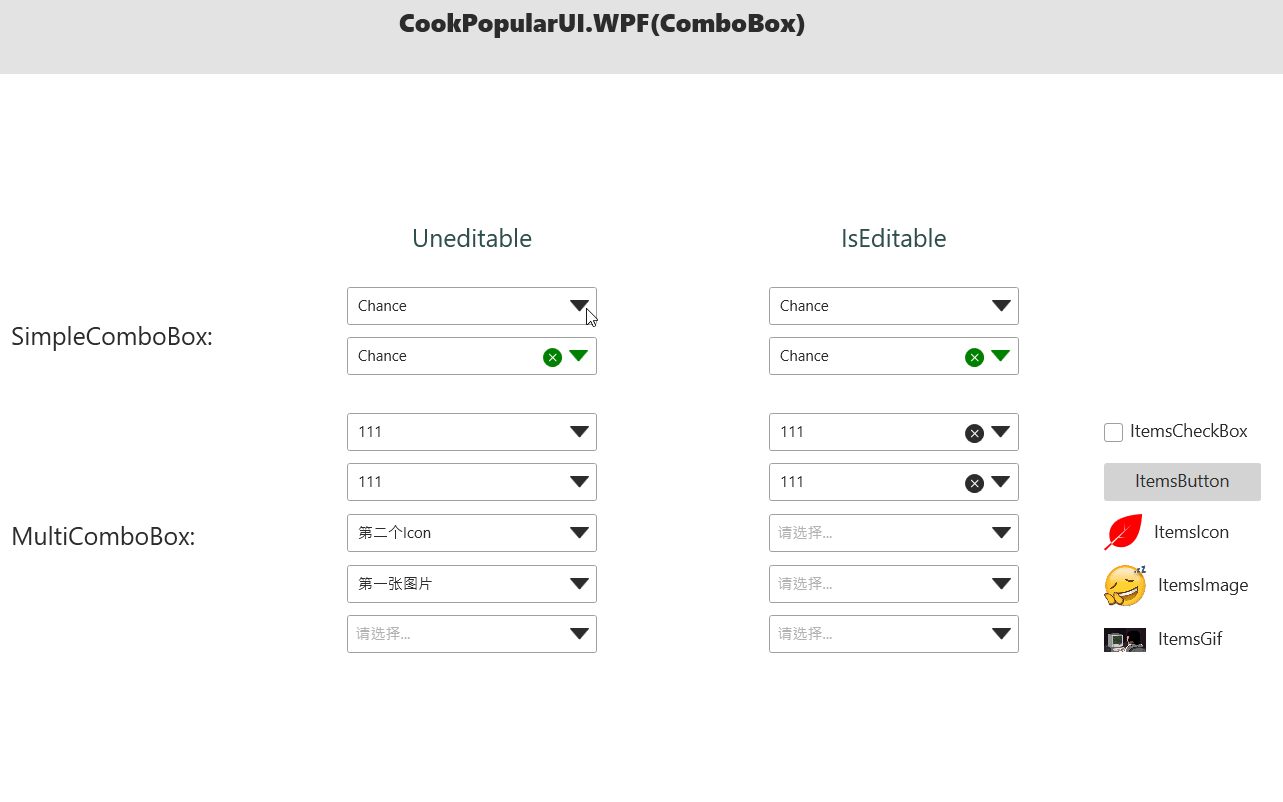 CookPopularUI.WPF(ComboBox)
Uneditable IsEditable
Chance Chance
SimpleComboBox:
Chance Chance
111 111 ItemsCheckBox
111 111 ItemsButton
第二个Icon 请选择... ItemsIcon
MultiComboBox:
第一张图片 请选择... ItemsImage
请选择... 请选择... ItemsGif